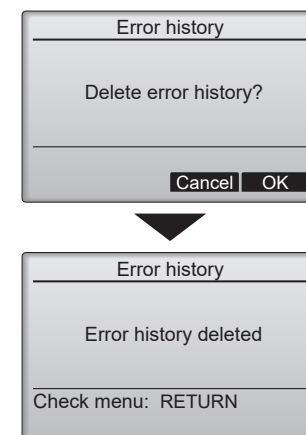 Error history
Delete error history?
Cancel OK
Error history
Error history deleted
Check menu: RETURN